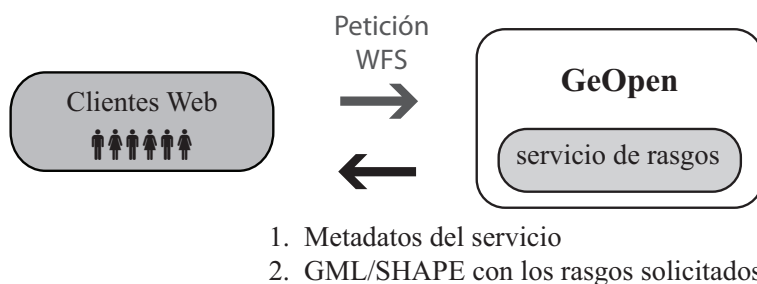 Petición
WFS
Clientes Web
GeOpen
servicio de rasgos
1. Metadatos del servicio
2. GML/SHAPE con los rasgos solicitados